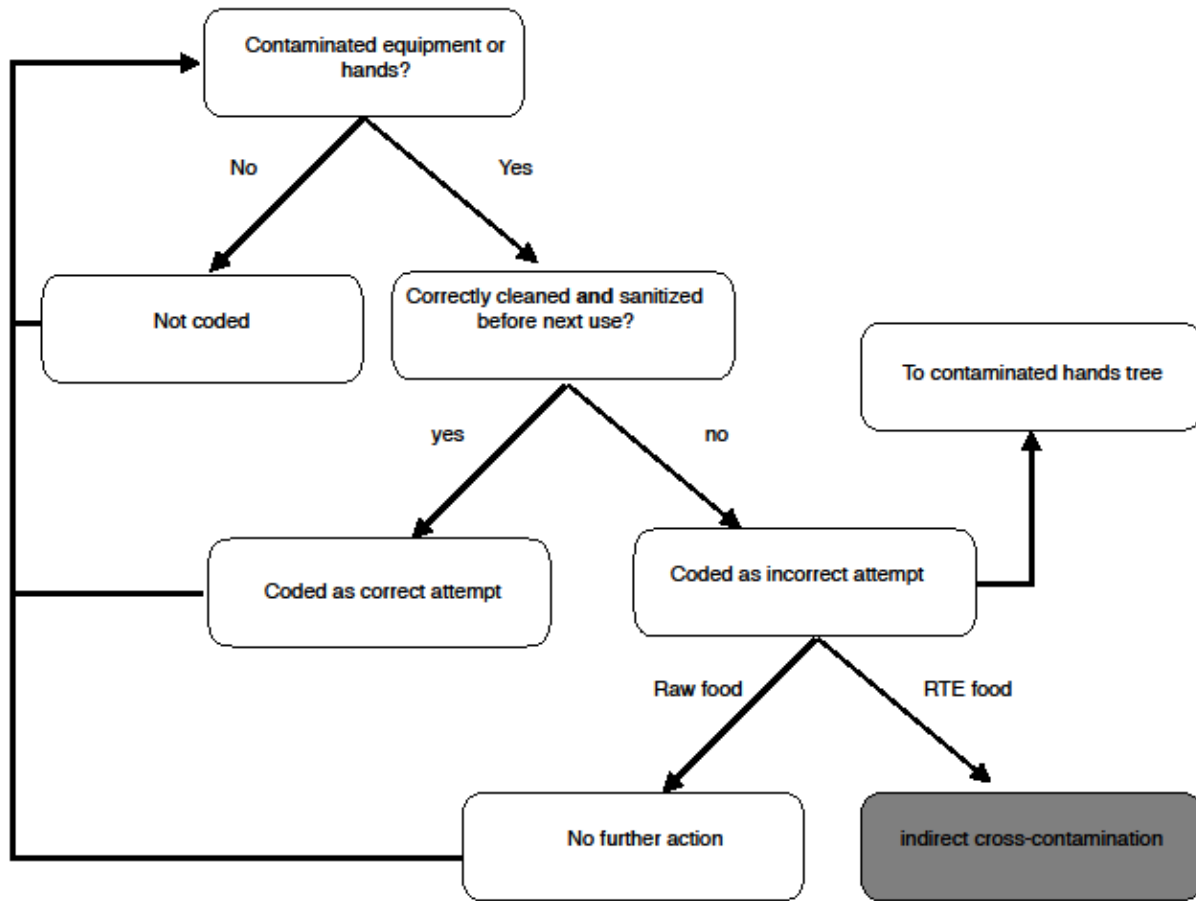 Contaminated equipment or
hands?
No
Yes
Not coded
Correctly cleaned and sanitized
before next use?
To contaminated hands tree
yes
no
Coded as correct attempt
Coded as incorrect attempt
Raw food
RTE food
No further action
indirect cross-contamination